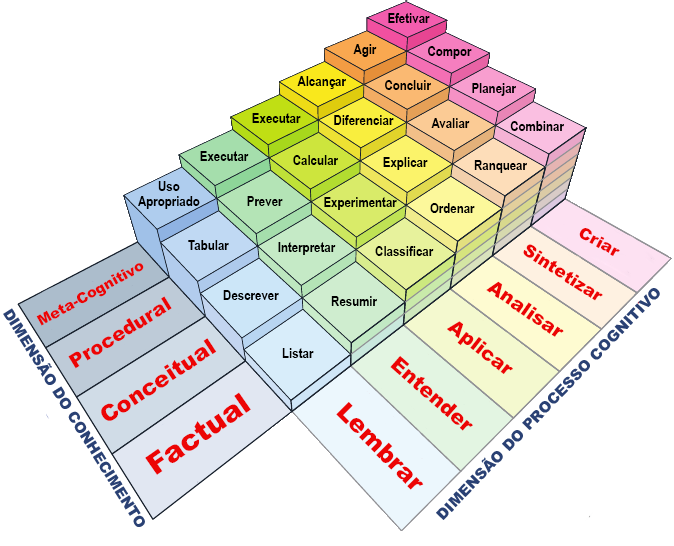 Efetivar
Agir
Compor
Alcançar
Concluir
Planejar
Executar
Diferenciar
Avaliar
Combinar
Executar
Calcular
Explicar
Ranquear
Uso
Apropriado
Prever
Experimentar
Ordenar
Tabular
Interpretar
Classificar
Descrever
Resumir
Listar
Meta-Cognitivo
Procedural
Conceitual
Factual
DIMENSÃO DO CONHECIMENTO
Lembrar
Entender
Aplicar
Analisar
Sintetizar
Criar
DIMENSÃO DO PROCESSO COGNITIVO